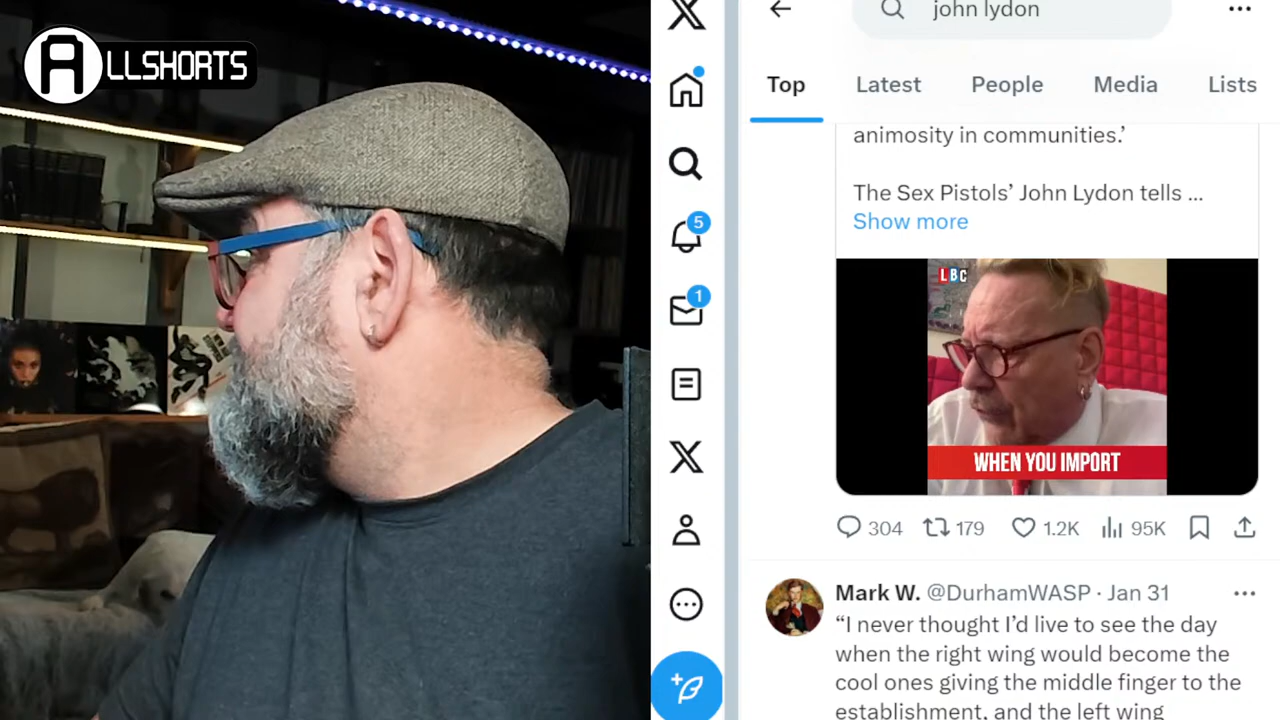 ALLSHORTS
john lydon
Top
Latest
People
Media
Lists
animosity in communities.’
The Sex Pistols’ John Lydon tells ...
Show more
LBC
WHEN YOU IMPORT
304
179
1.2K
95K
5
1
Mark W. @DurhamWASP · Jan 31
“I never thought I’d live to see the day
when the right wing would become the
cool ones giving the middle finger to the
establishment, and the left wing